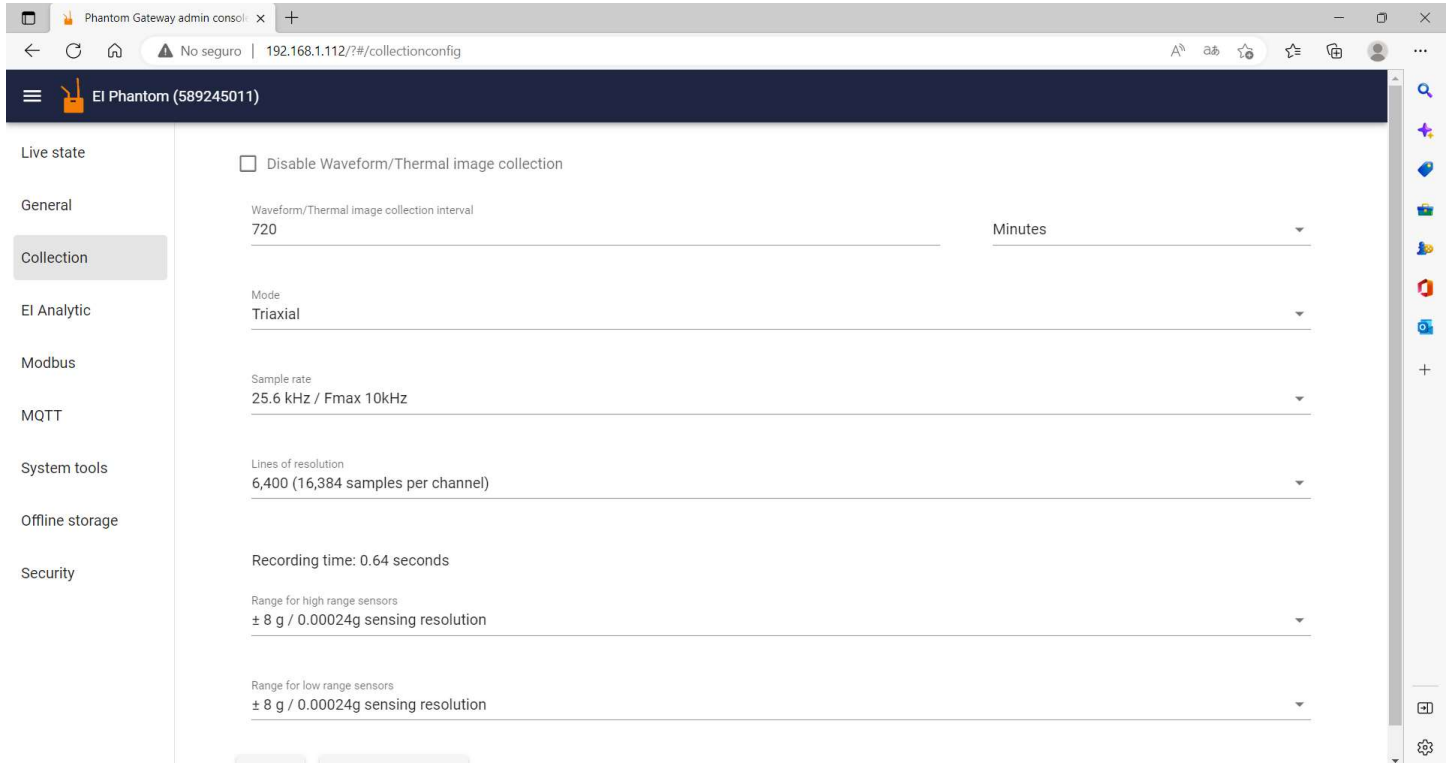 Phantom Gateway admin consol
No seguro | 192.168.1.112/?#/collectionconfig
EI Phantom (589245011)
Live state
General
Collection
EI Analytic
Modbus
MQTT
System tools
Offline storage
Security
Disable Waveform/Thermal image collection
Waveform/Thermal image collection interval
720
Minutes
Mode
Triaxial
Sample rate
25.6 kHz / Fmax 10kHz
Lines of resolution
6,400 (16,384 samples per channel)
Recording time: 0.64 seconds
Range for high range sensors
± 8 g / 0.00024g sensing resolution
Range for low range sensors
± 8 g / 0.00024g sensing resolution